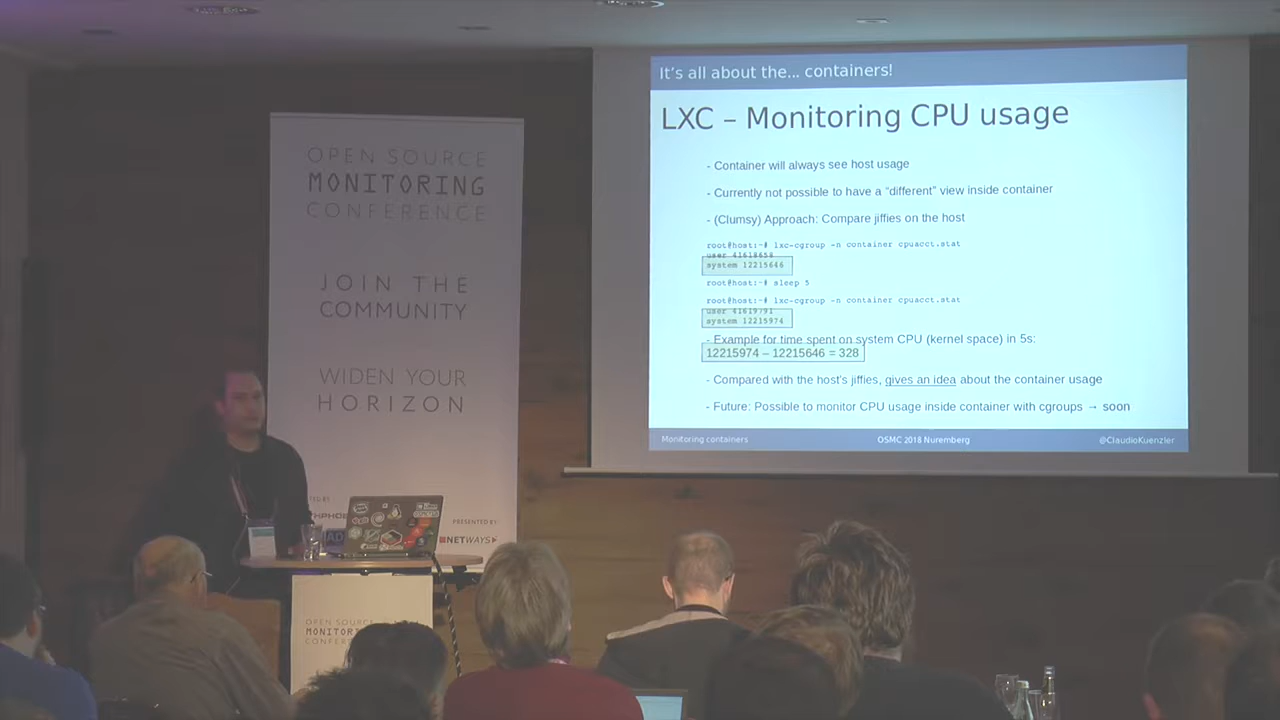 It's all about the... containers!
LXC – Monitoring CPU usage
- Container will always see host usage
- Currently not possible to have a “different” view inside container
- (Clumsy) Approach: Compare jiffies on the host
root@host:~# lxc-cgroup -n container cpuacct.stat
user 41618658
system 12215646
root@host:~# sleep 5
root@host:~# lxc-cgroup -n container cpuacct.stat
user 41619791
system 12215974
- Example for time spent on system CPU (kernel space) in 5s:
12215974 – 12215646 = 328
- Compared with the host's jiffies, gives an idea about the container usage
- Future: Possible to monitor CPU usage inside container with cgroups → soon
Monitoring containers
OSMC 2018 Nuremberg
@ClaudioKuenzler
OPEN SOURCE
MONITORING
CONFERENCE
JOIN THE
COMMUNITY
WIDEN YOUR
HORIZON
PRESENTED BY:
NETWAYS
OPEN SOURCE